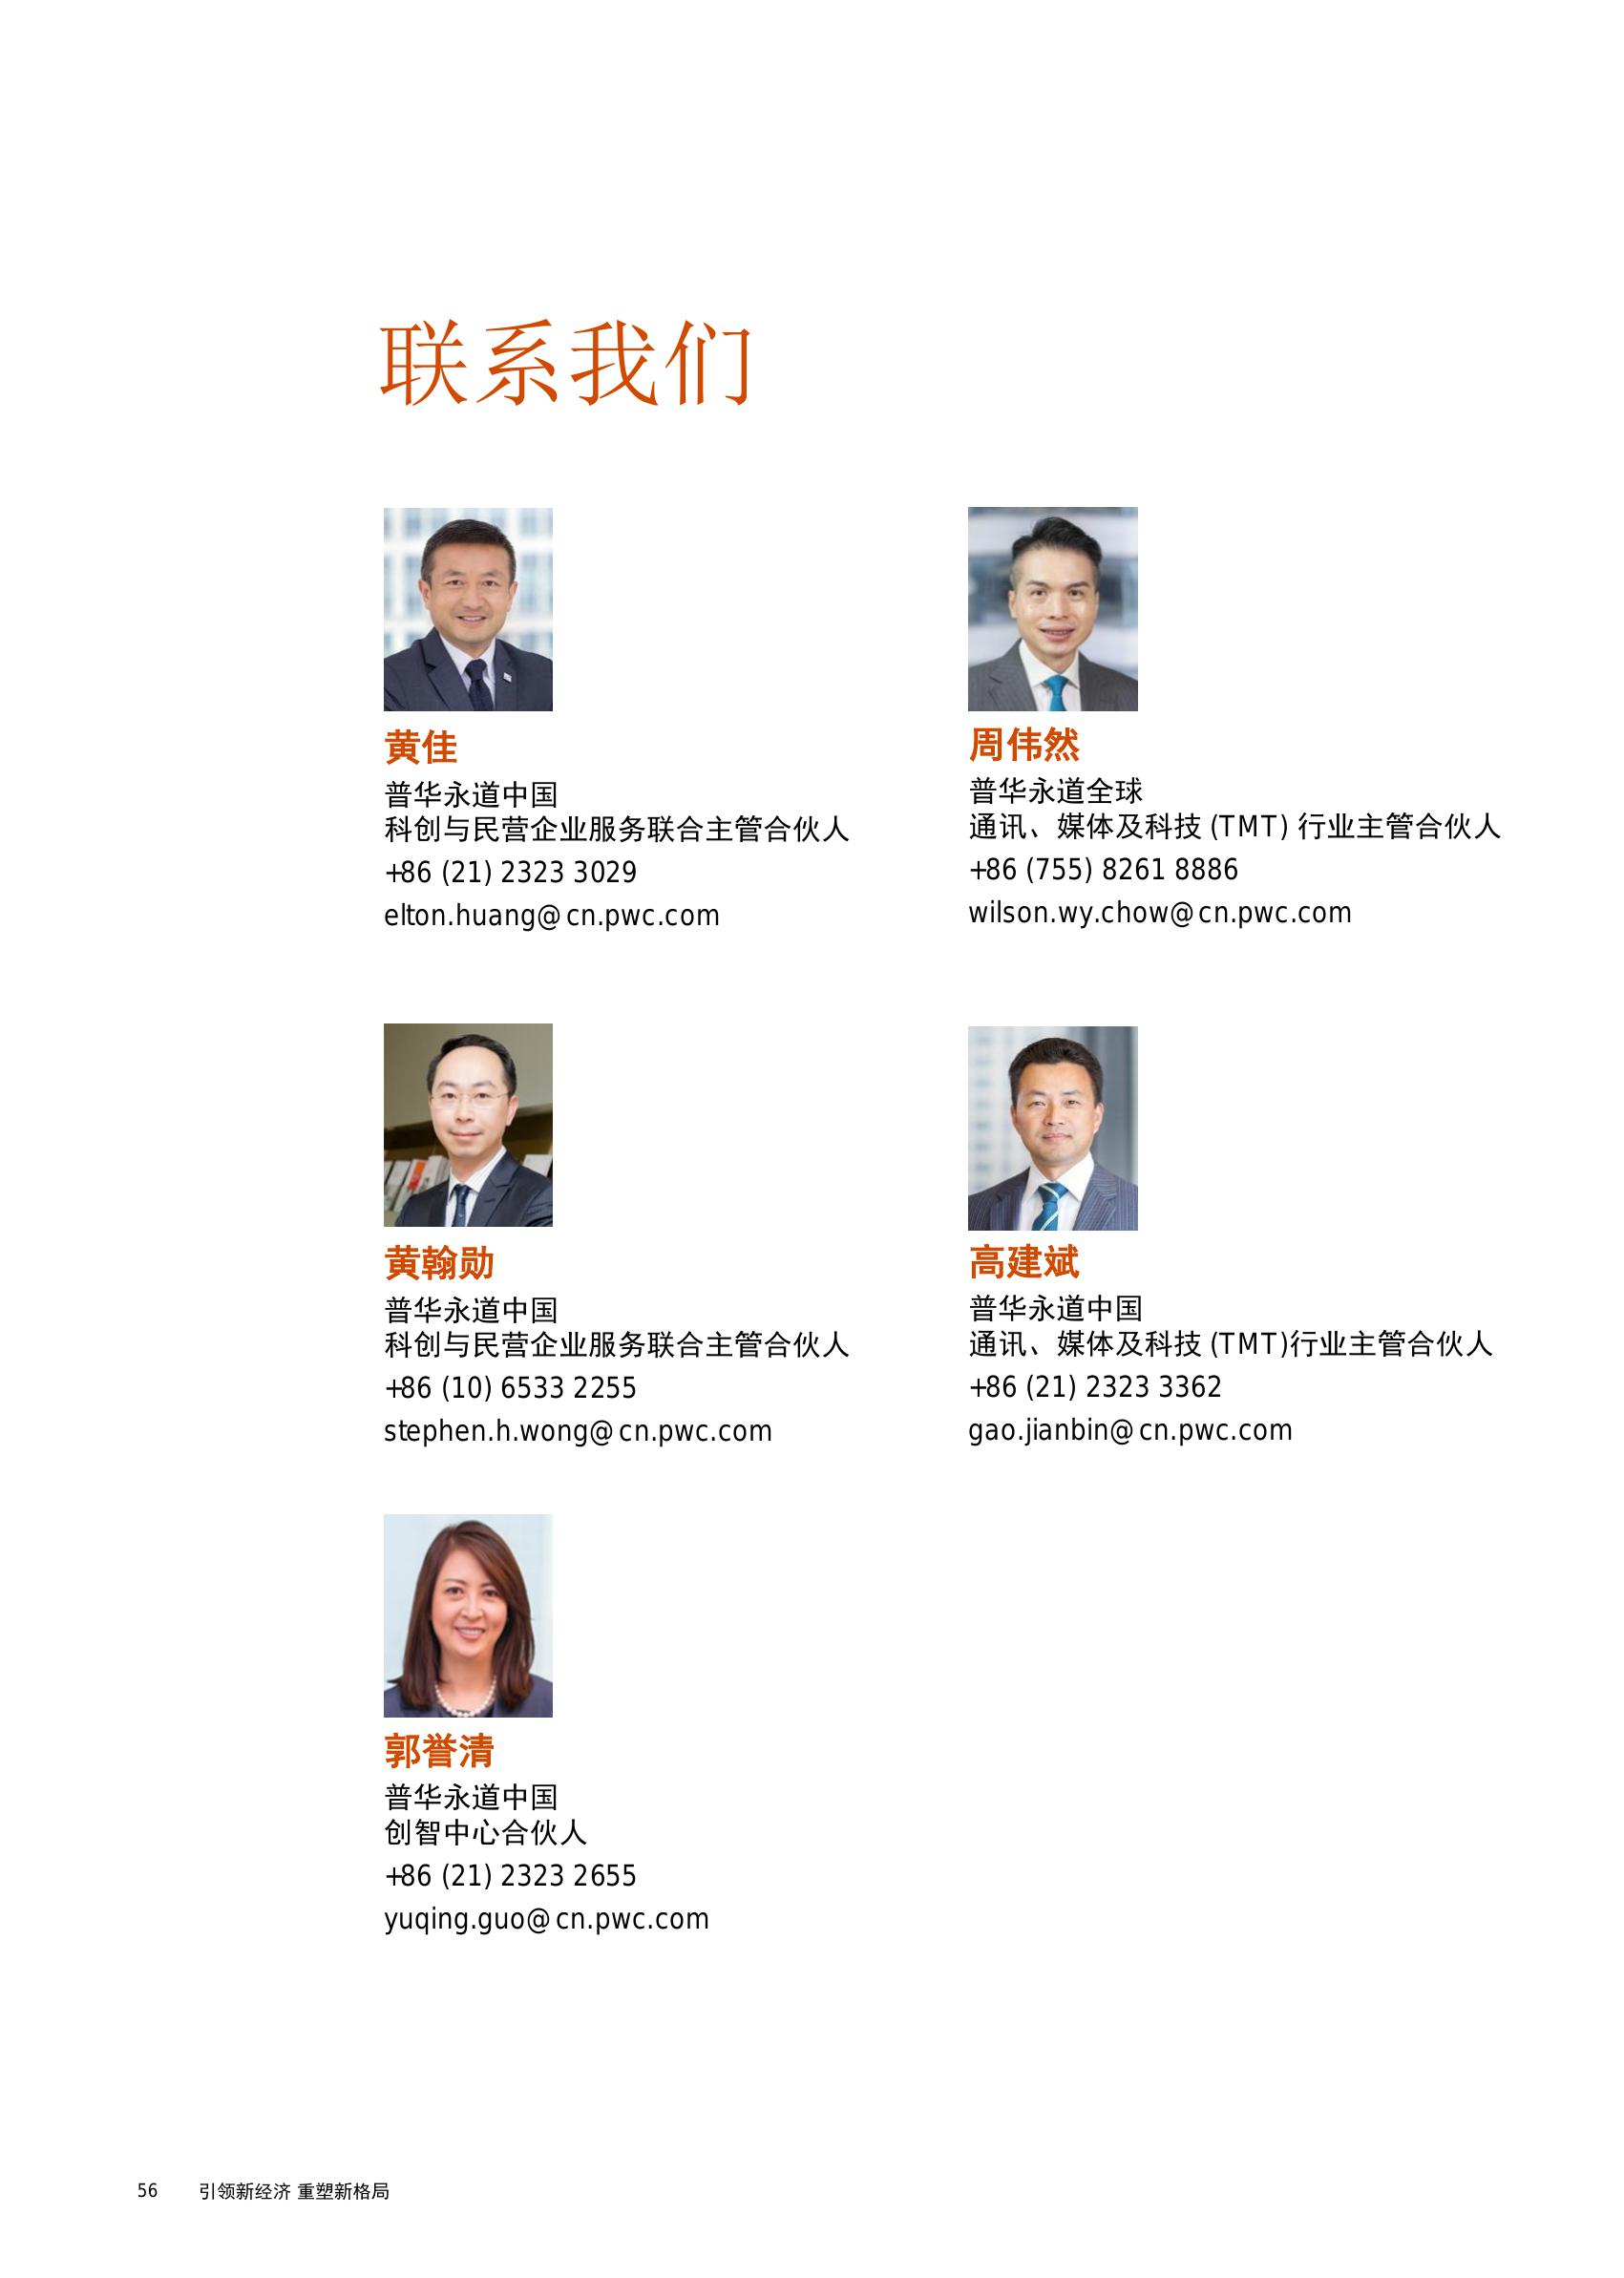 联系我们
黄佳
普华永道中国
科创与民营企业服务联合主管合伙人
+86 (21) 2323 3029
elton.huang@cn.pwc.com
周伟然
普华永道全球
通讯、媒体及科技 (TMT) 行业主管合伙人
+86 (755) 8261 8886
wilson.wy.chow@cn.pwc.com
黄翰勋
普华永道中国
科创与民营企业服务联合主管合伙人
+86 (10) 6533 2255
stephen.h.wong@cn.pwc.com
高建斌
普华永道中国
通讯、媒体及科技 (TMT)行业主管合伙人
+86 (21) 2323 3362
gao.jianbin@cn.pwc.com
郭誉清
普华永道中国
创智中心合伙人
+86 (21) 2323 2655
yuqing.guo@cn.pwc.com
56 引领新经济 重塑新格局